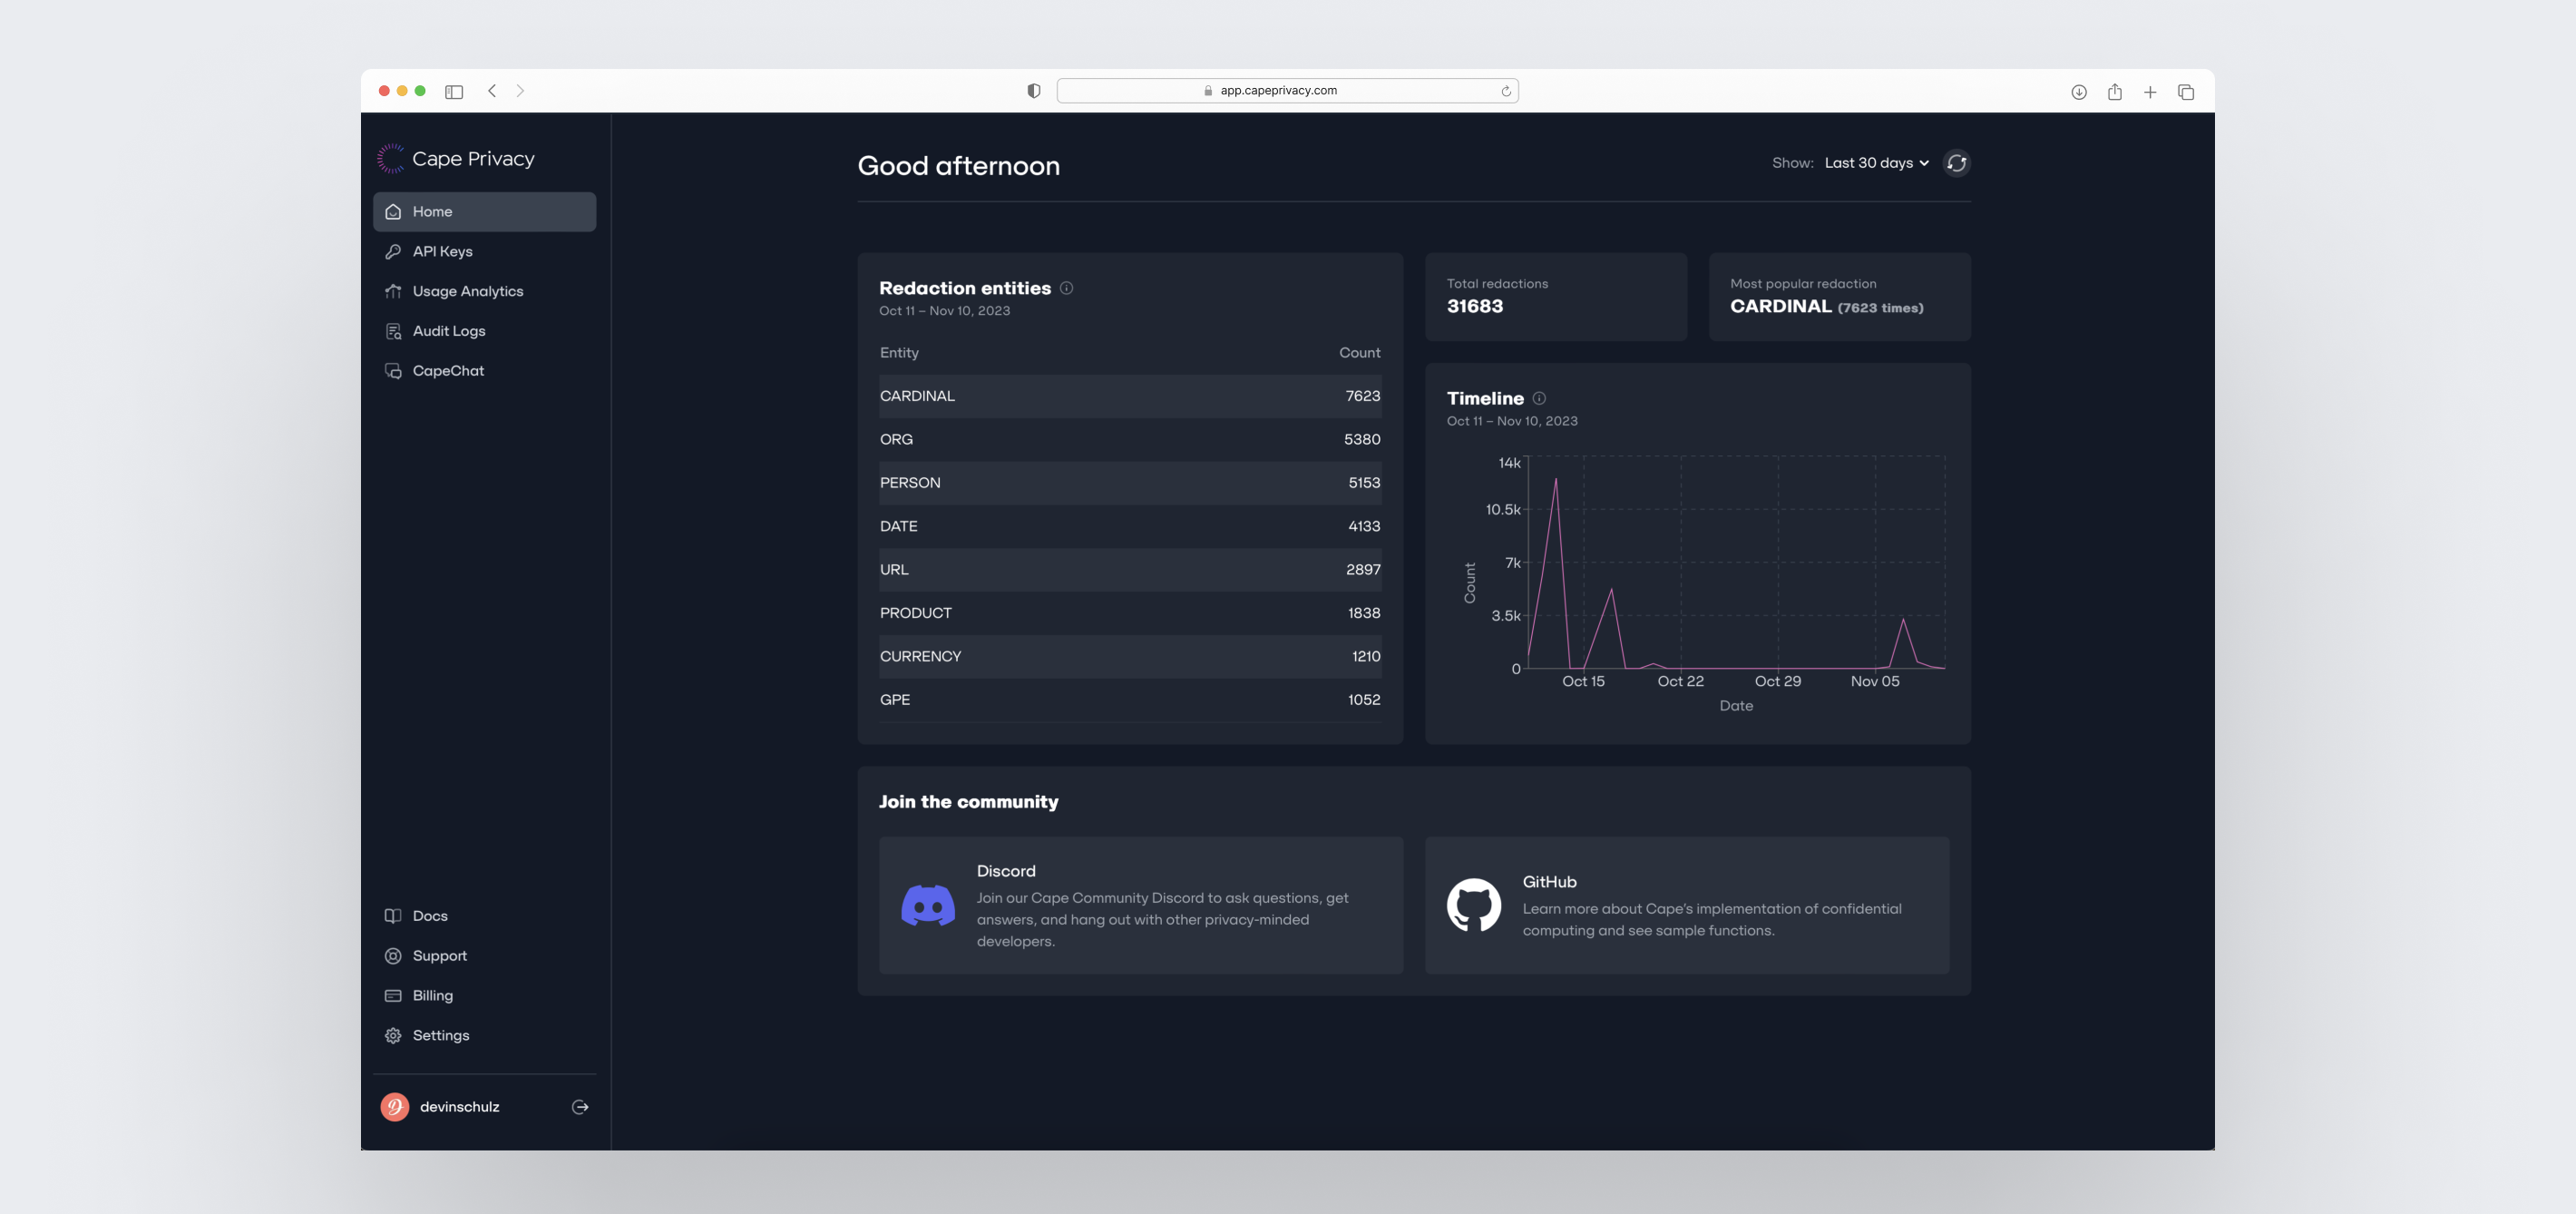 app.capeprivacy.com
Cape Privacy
Home
API Keys
Usage Analytics
Audit Logs
CapeChat
Docs
Support
Billing
Settings
devinschulz
Good afternoon
Show: Last 30 days
Redaction entities
Oct 11 – Nov 10, 2023
Entity Count
CARDINAL 7623
ORG 5380
PERSON 5153
DATE 4133
URL 2897
PRODUCT 1838
CURRENCY 1210
GPE 1052
Total redactions
31683
Most popular redaction
CARDINAL (7623 times)
Timeline
Oct 11 – Nov 10, 2023
14k
10.5k
7k
3.5k
0
Count
Oct 15 Oct 22 Oct 29 Nov 05
Date
Join the community
Discord
Join our Cape Community Discord to ask questions, get
answers, and hang out with other privacy-minded
developers.
GitHub
Learn more about Cape's implementation of confidential
computing and see sample functions.